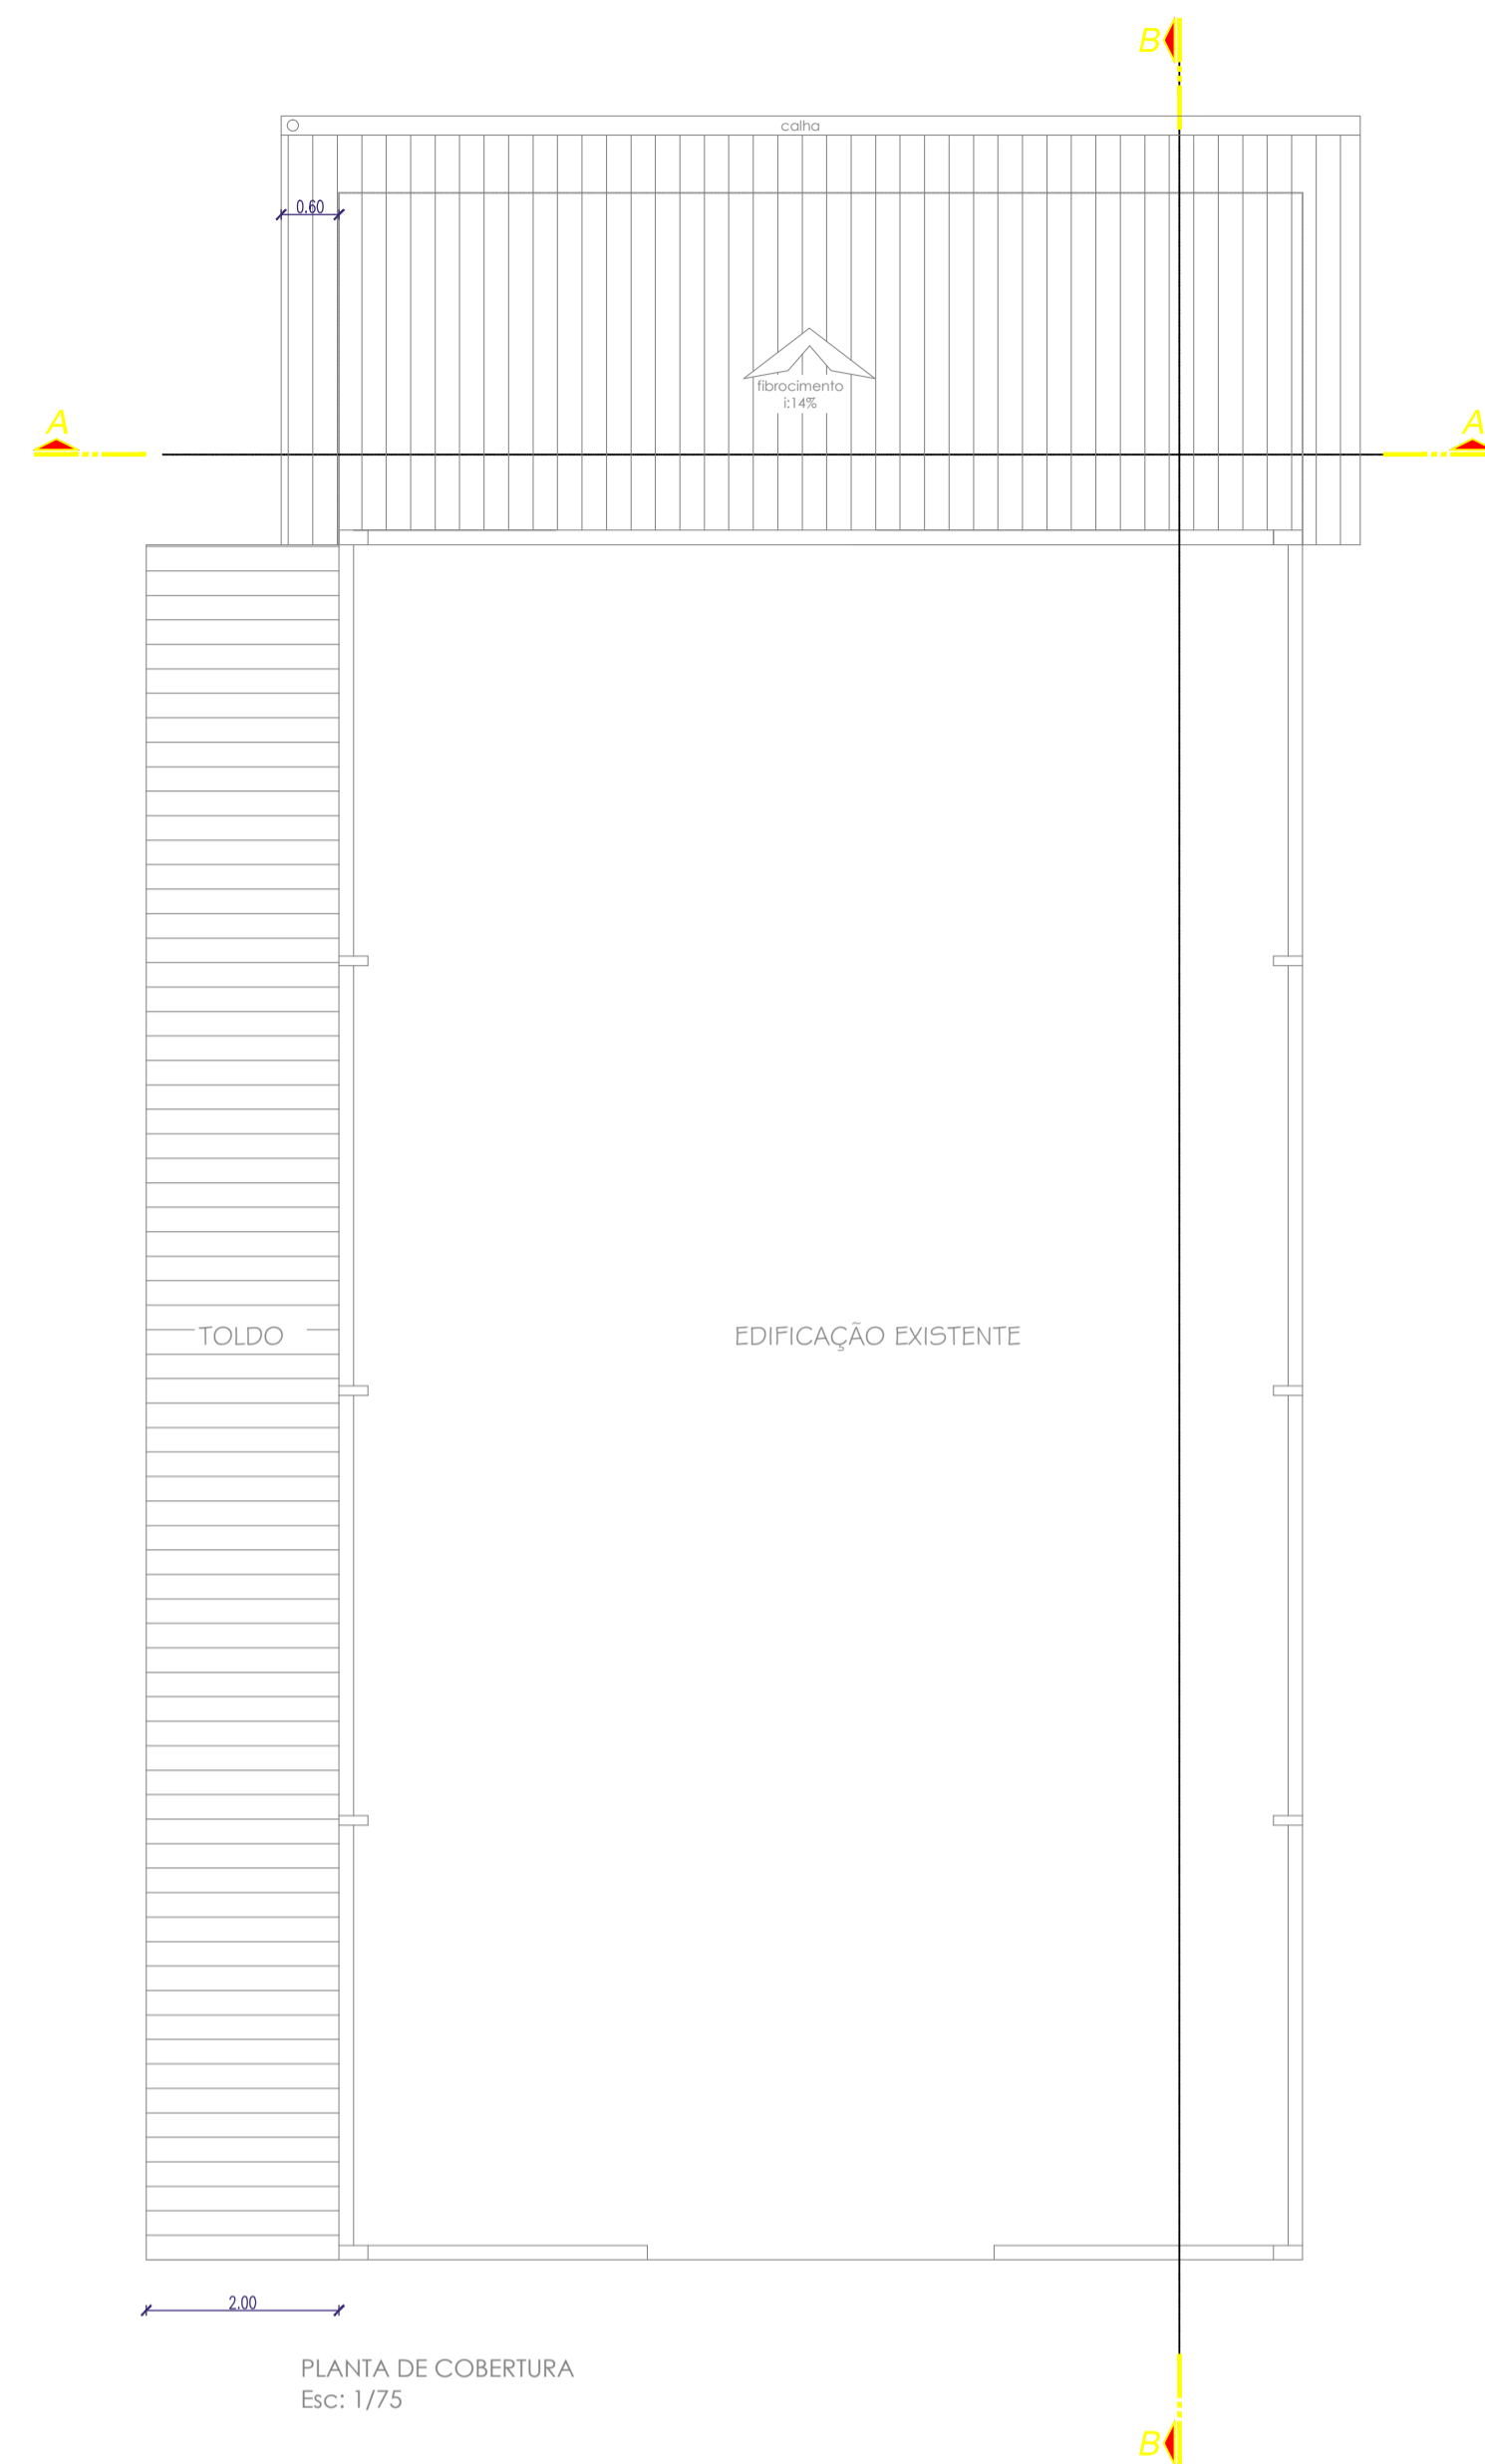 B
calha
0.60
fibrocimento
i:14%
A
A
TOLDO
EDIFICAÇÃO EXISTENTE
2.00
PLANTA DE COBERTURA
Esc: 1/75
B